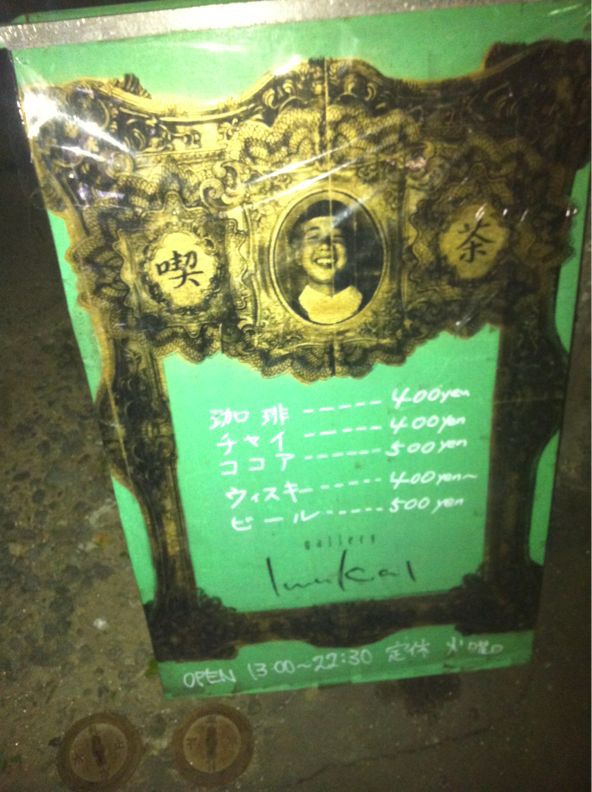 喫 茶
珈琲 ----- 400yen
チャイ ----- 400yen
ココア ------ 500yen
ウィスキー ----- 400yen~
ビール ----- 500yen
gallery
OPEN 13:00~22:30 定休 火曜日